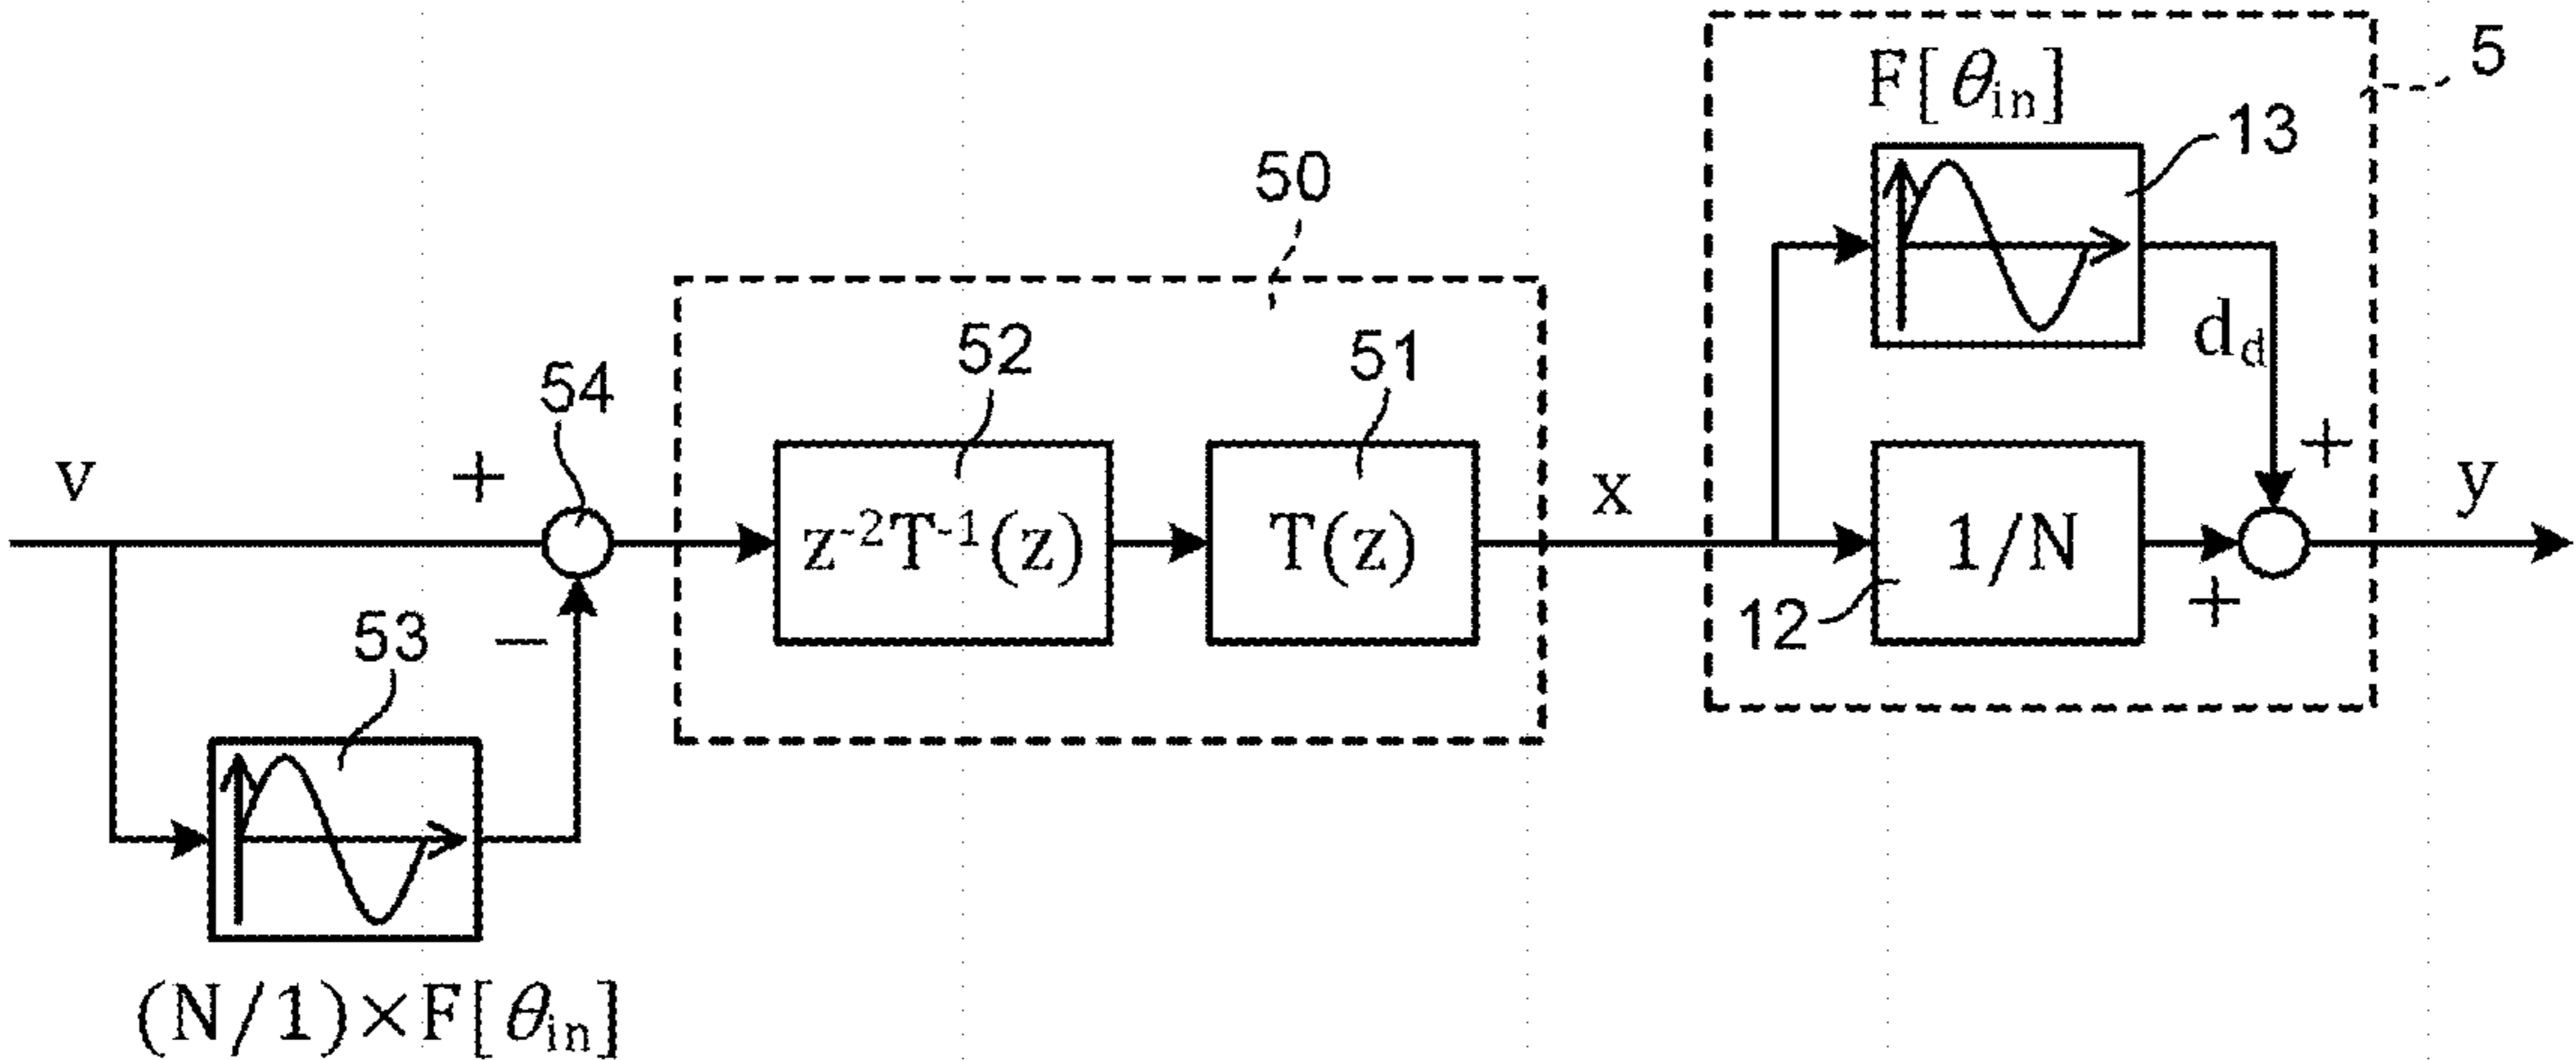 F[θin]
5
13
50
52
51
54
dd
+
+
v
x
y
z-2T-1(z)
T(z)
1/N
12
+
53
−
(N/1)×F[θin]